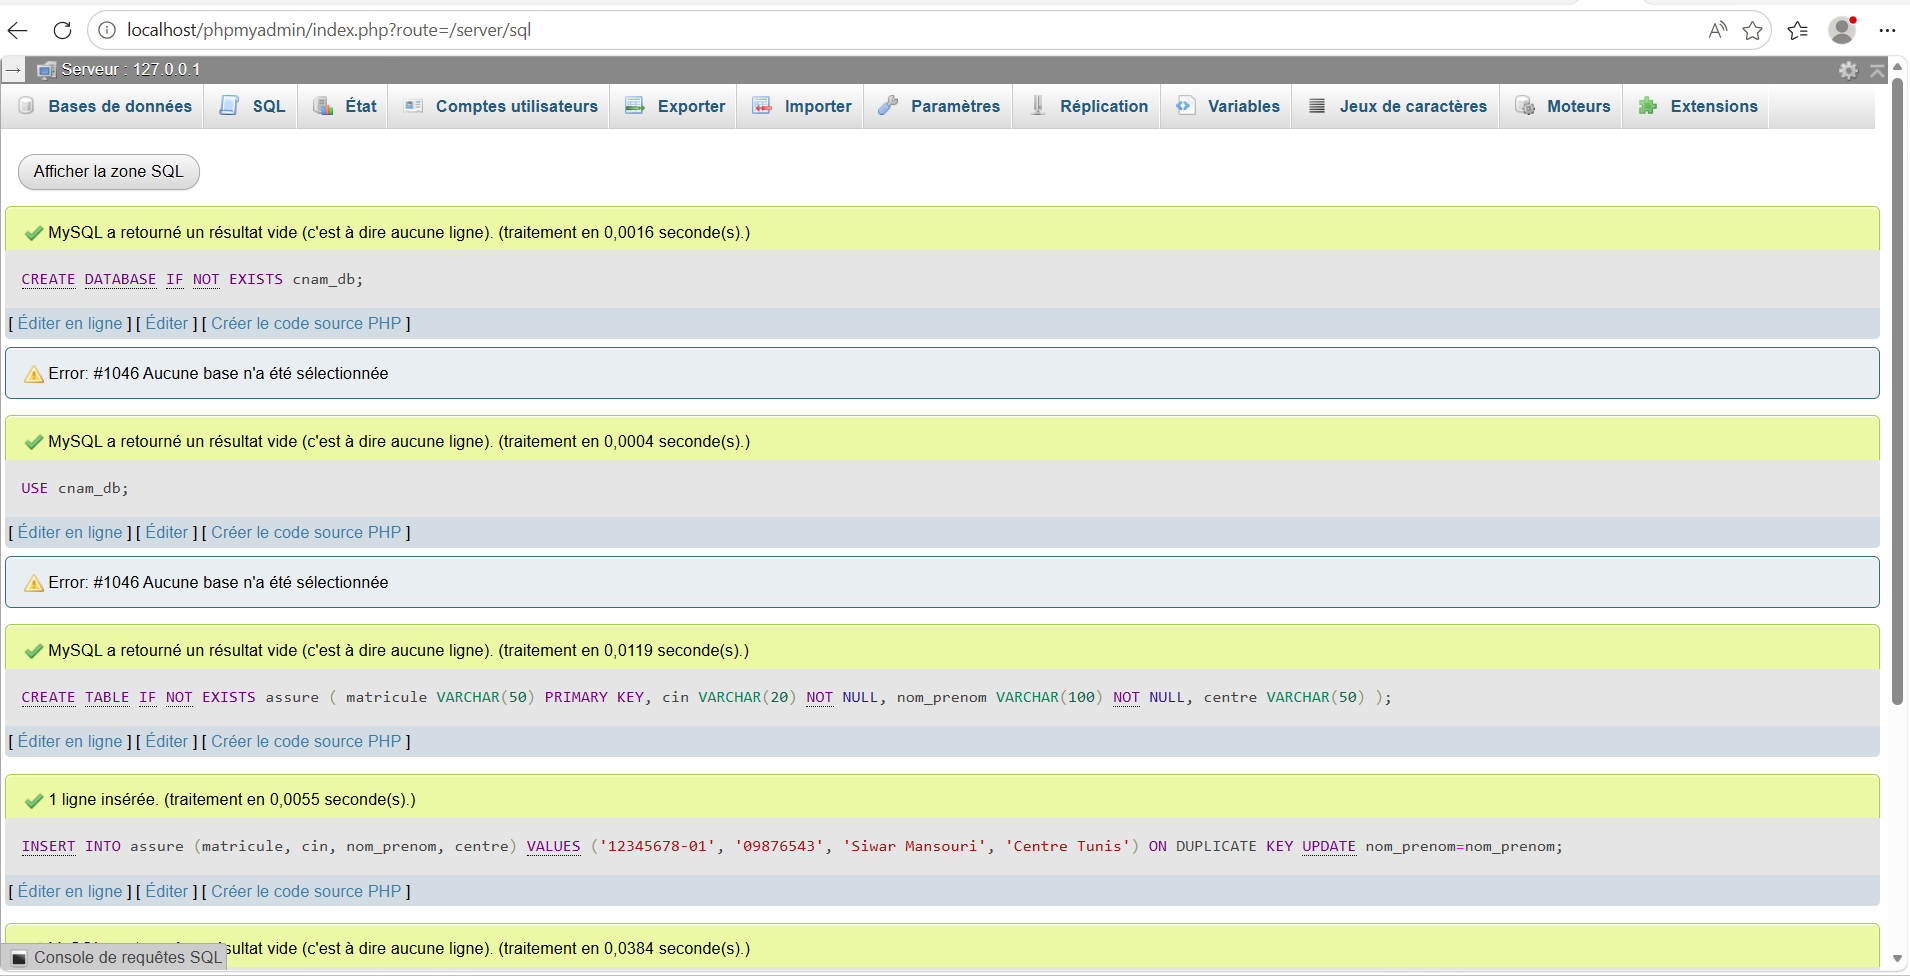 localhost/phpmyadmin/index.php?route=/server/sql
Serveur : 127.0.0.1
Bases de données SQL État Comptes utilisateurs Exporter Importer Paramètres Réplication Variables Jeux de caractères Moteurs Extensions
Afficher la zone SQL
MySQL a retourné un résultat vide (c'est à dire aucune ligne). (traitement en 0,0016 seconde(s).)
CREATE DATABASE IF NOT EXISTS cnam_db;
[ Éditer en ligne ] [ Éditer ] [ Créer le code source PHP ]
Error: #1046 Aucune base n'a été sélectionnée
MySQL a retourné un résultat vide (c'est à dire aucune ligne). (traitement en 0,0004 seconde(s).)
USE cnam_db;
[ Éditer en ligne ] [ Éditer ] [ Créer le code source PHP ]
Error: #1046 Aucune base n'a été sélectionnée
MySQL a retourné un résultat vide (c'est à dire aucune ligne). (traitement en 0,0119 seconde(s).)
CREATE TABLE IF NOT EXISTS assure ( matricule VARCHAR(50) PRIMARY KEY, cin VARCHAR(20) NOT NULL, nom_prenom VARCHAR(100) NOT NULL, centre VARCHAR(50) );
[ Éditer en ligne ] [ Éditer ] [ Créer le code source PHP ]
1 ligne insérée. (traitement en 0,0055 seconde(s).)
INSERT INTO assure (matricule, cin, nom_prenom, centre) VALUES ('12345678-01', '09876543', 'Siwar Mansouri', 'Centre Tunis') ON DUPLICATE KEY UPDATE nom_prenom=nom_prenom;
[ Éditer en ligne ] [ Éditer ] [ Créer le code source PHP ]
sultat vide (c'est à dire aucune ligne). (traitement en 0,0384 seconde(s).)
Console de requêtes SQL